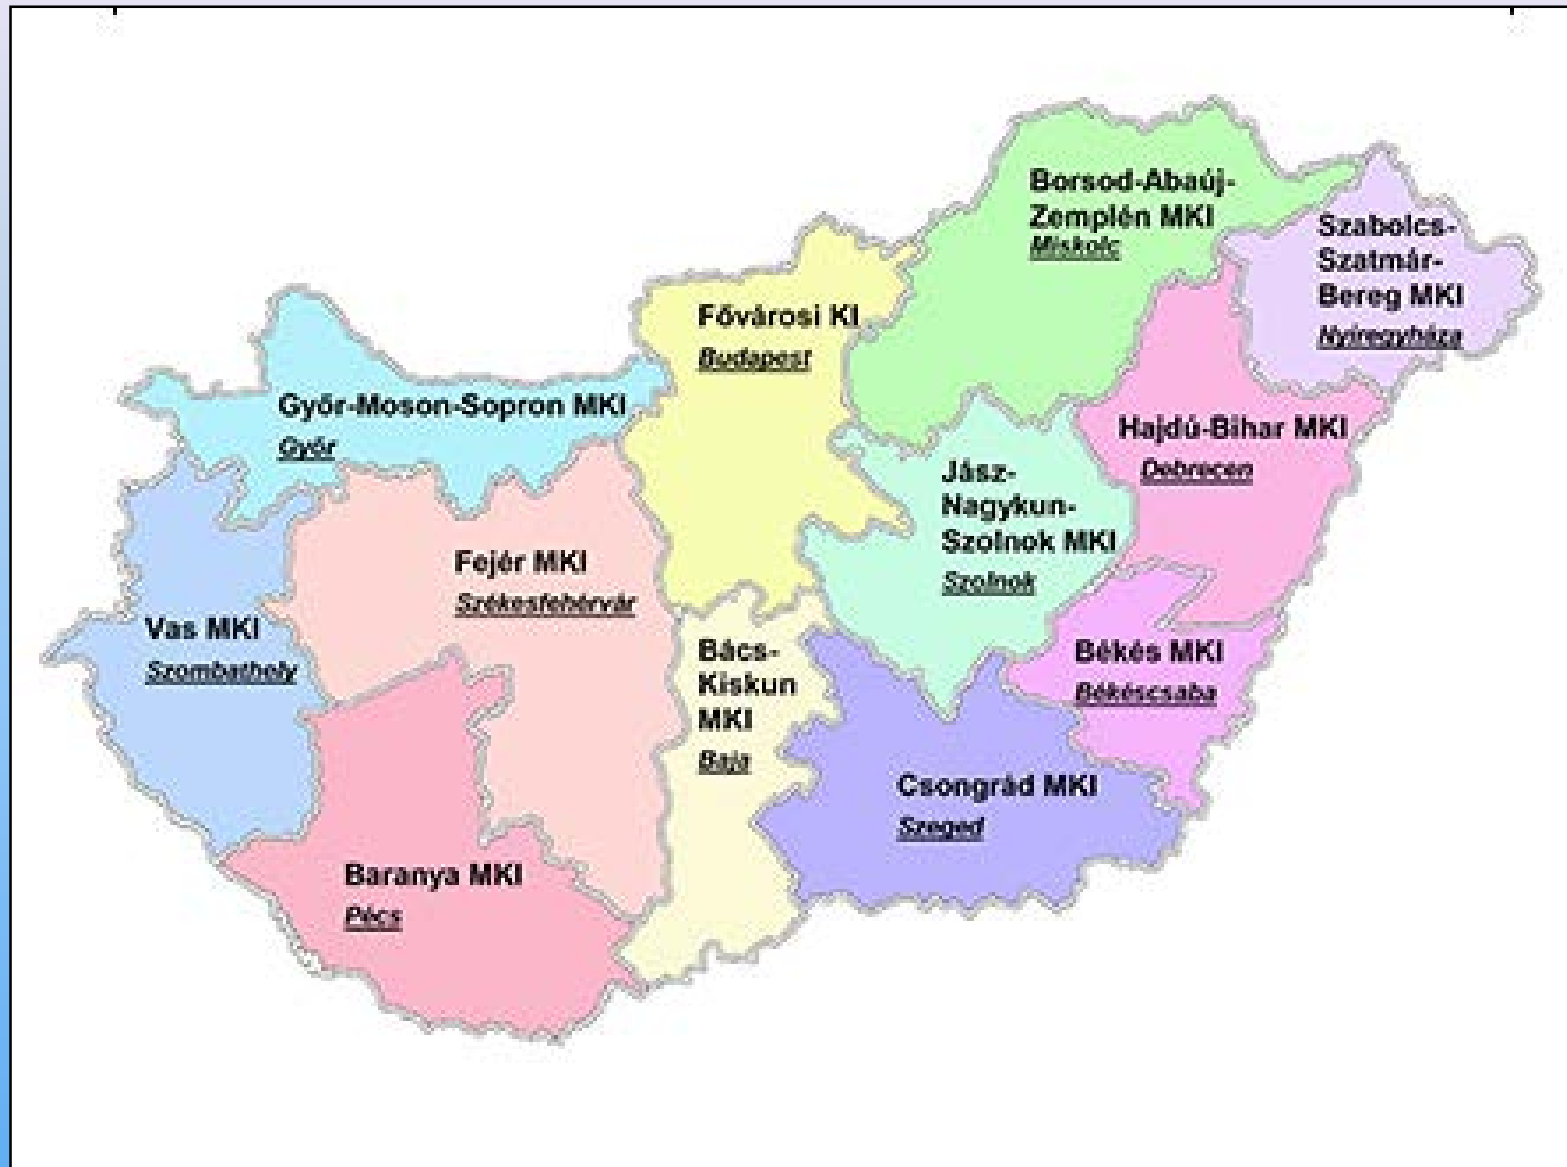 Borsod-Abaúj-
Zemplén MKI
Miskolc
Szabolcs-
Szatmár-
Bereg MKI
Nyíregyháza
Fővárosi KI
Budapest
Győr-Moson-Sopron MKI
Győr
Hajdú-Bihar MKI
Debrecen
Jász-
Nagykun-
Szolnok MKI
Szolnok
Fejér MKI
Székesfehérvár
Vas MKI
Szombathely
Bács-
Kiskun
MKI
Baja
Békés MKI
Békéscsaba
Csongrád MKI
Szeged
Baranya MKI
Pécs